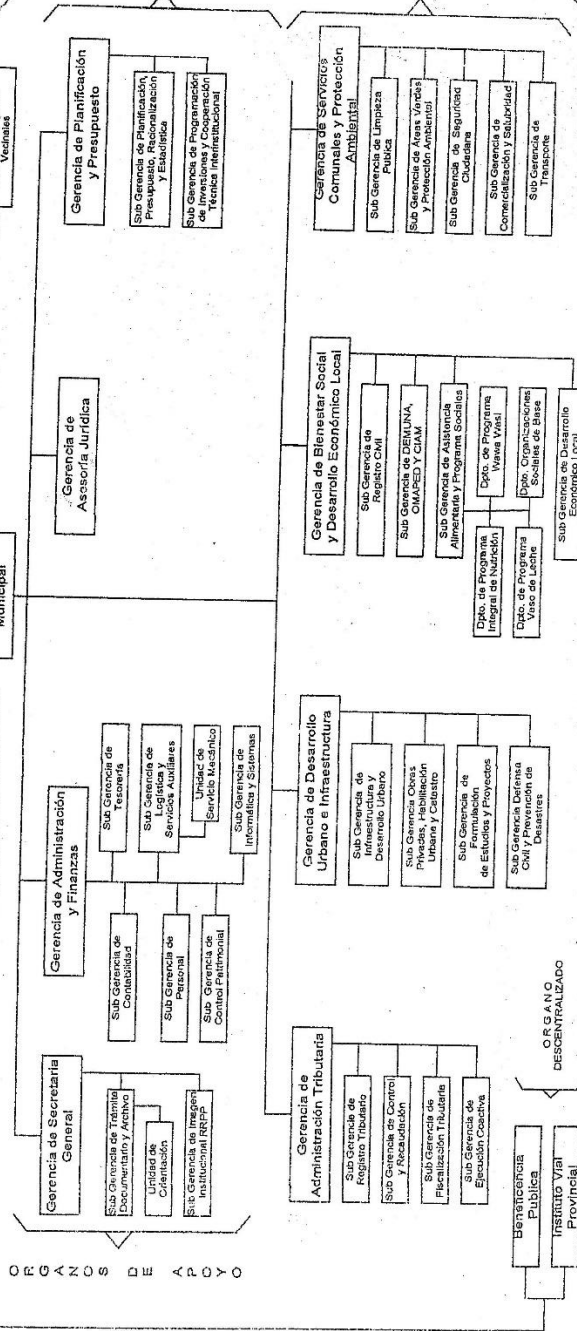 Vecinales
Municipal
ORGANOS DE APOYO
Gerencia de Secretaria
General
Sub Gerencia de Trámite
Documentario y Archivo
Unidad de
Orientación
Sub Gerencia de Imagen
Institucional RRPP
Gerencia de Administración
y Finanzas
Sub Gerencia de
Contabilidad
Sub Gerencia de
Personal
Sub Gerencia de
Control Patrimonial
Sub Gerencia de
Tesorería
Sub Gerencia de
Logística y
Servicios Auxiliares
Unidad de
Servicio Mecánico
Sub Gerencia de
Informática y Sistemas
Gerencia de
Asesoría Jurídica
Gerencia de Planificación
y Presupuesto
Sub Gerencia de Planificación,
Presupuesto, Racionalización
y Estadística
Sub Gerencia de Programación
de Inversiones y Cooperación
Técnica Interinstitucional
Gerencia de
Administración Tributaria
Sub Gerencia de
Registro Tributario
Sub Gerencia de Control
y Recaudación
Sub Gerencia de
Fiscalización Tributaria
Sub Gerencia de
Ejecución Coactiva
Gerencia de Desarrollo
Urbano e Infraestructura
Sub Gerencia de
Infraestructura y
Desarrollo Urbano
Sub Gerencia Obras
Privadas, Habilitación
Urbana y Catastro
Sub Gerencia de
Formulación
de Estudios y Proyectos
Sub Gerencia Defensa
Civil y Prevención de
Desastres
Gerencia de Bienestar Social
y Desarrollo Económico Local
Sub Gerencia de
Registro Civil
Sub Gerencia de DEMUNA,
OMAPED Y CIAM
Sub Gerencia de Asistencia
Alimentaria y Programa Sociales
Dpto. de Programa
Integral de Nutrición
Dpto. de Programa
Wawa Wasi
Dpto. de Programa
Vaso de Leche
Dpto. Organizaciones
Sociales de Base
Sub Gerencia de Desarrollo
Económico Local
Gerencia de Servicios
Comunales y Protección
Ambiental
Sub Gerencia de Limpieza
Publica
Sub Gerencia de Áreas Verdes
y Protección Ambiental
Sub Gerencia de Seguridad
Ciudadana
Sub Gerencia de
Comercialización y Salubridad
Sub Gerencia de
Transporte
Beneficencia
Publica
Instituto Vial
Provincial
ORGANO
DESCENTRALIZADO